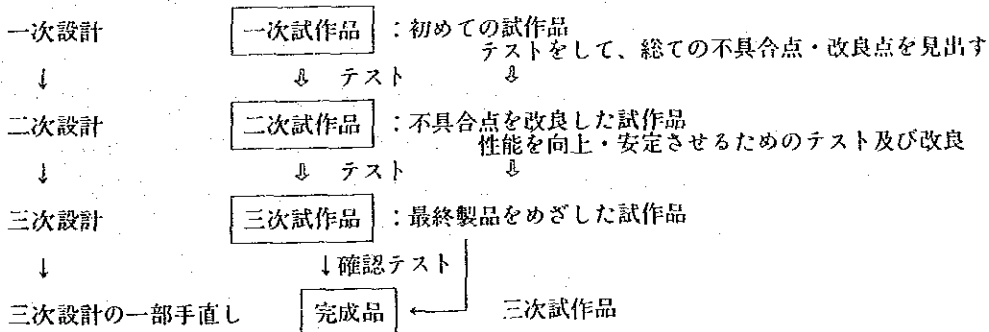 一次設計 一次試作品 :初めての試作品
テストをして、総ての不具合点・改良点を見出す
↓ ⇩ テスト ⇩
二次設計 二次試作品 :不具合点を改良した試作品
性能を向上・安定させるためのテスト及び改良
↓ ⇩ テスト ⇩
三次設計 三次試作品 :最終製品をめざした試作品
↓ ↓確認テスト
三次設計の一部手直し 完成品 ← 三次試作品